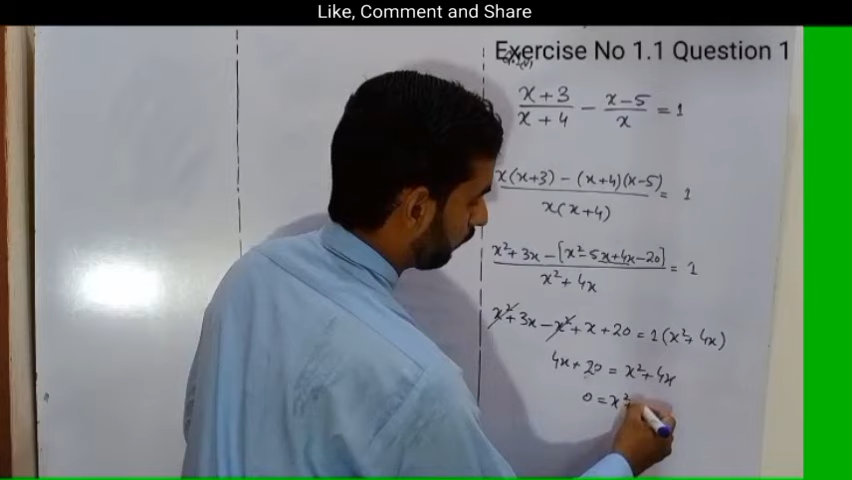 Like, Comment and Share
Exercise No 1.1 Question 1
x+3/x+4 − x−5/x = 1
x(x+3) − (x+4)(x−5)/x(x+4) = 1
x²+3x−[x²−5x+4x−20]/x²+4x = 1
x²+3x−x²+x+20 = 1(x²+4x)
4x+20 = x²+4x
0 = x²+